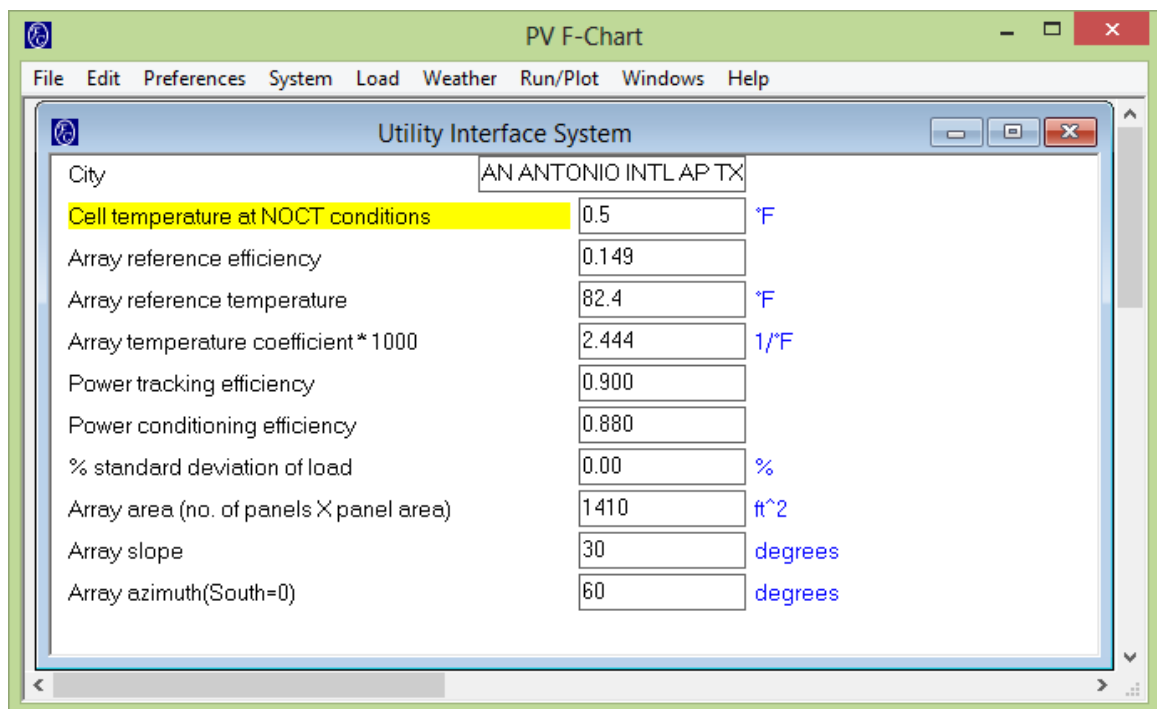 PV F-Chart
File Edit Preferences System Load Weather Run/Plot Windows Help
Utility Interface System
City AN ANTONIO INTL AP TX
Cell temperature at NOCT conditions 0.5 °F
Array reference efficiency 0.149
Array reference temperature 82.4 °F
Array temperature coefficient * 1000 2.444 1/°F
Power tracking efficiency 0.900
Power conditioning efficiency 0.880
% standard deviation of load 0.00 %
Array area (no. of panels X panel area) 1410 ft^2
Array slope 30 degrees
Array azimuth(South=0) 60 degrees